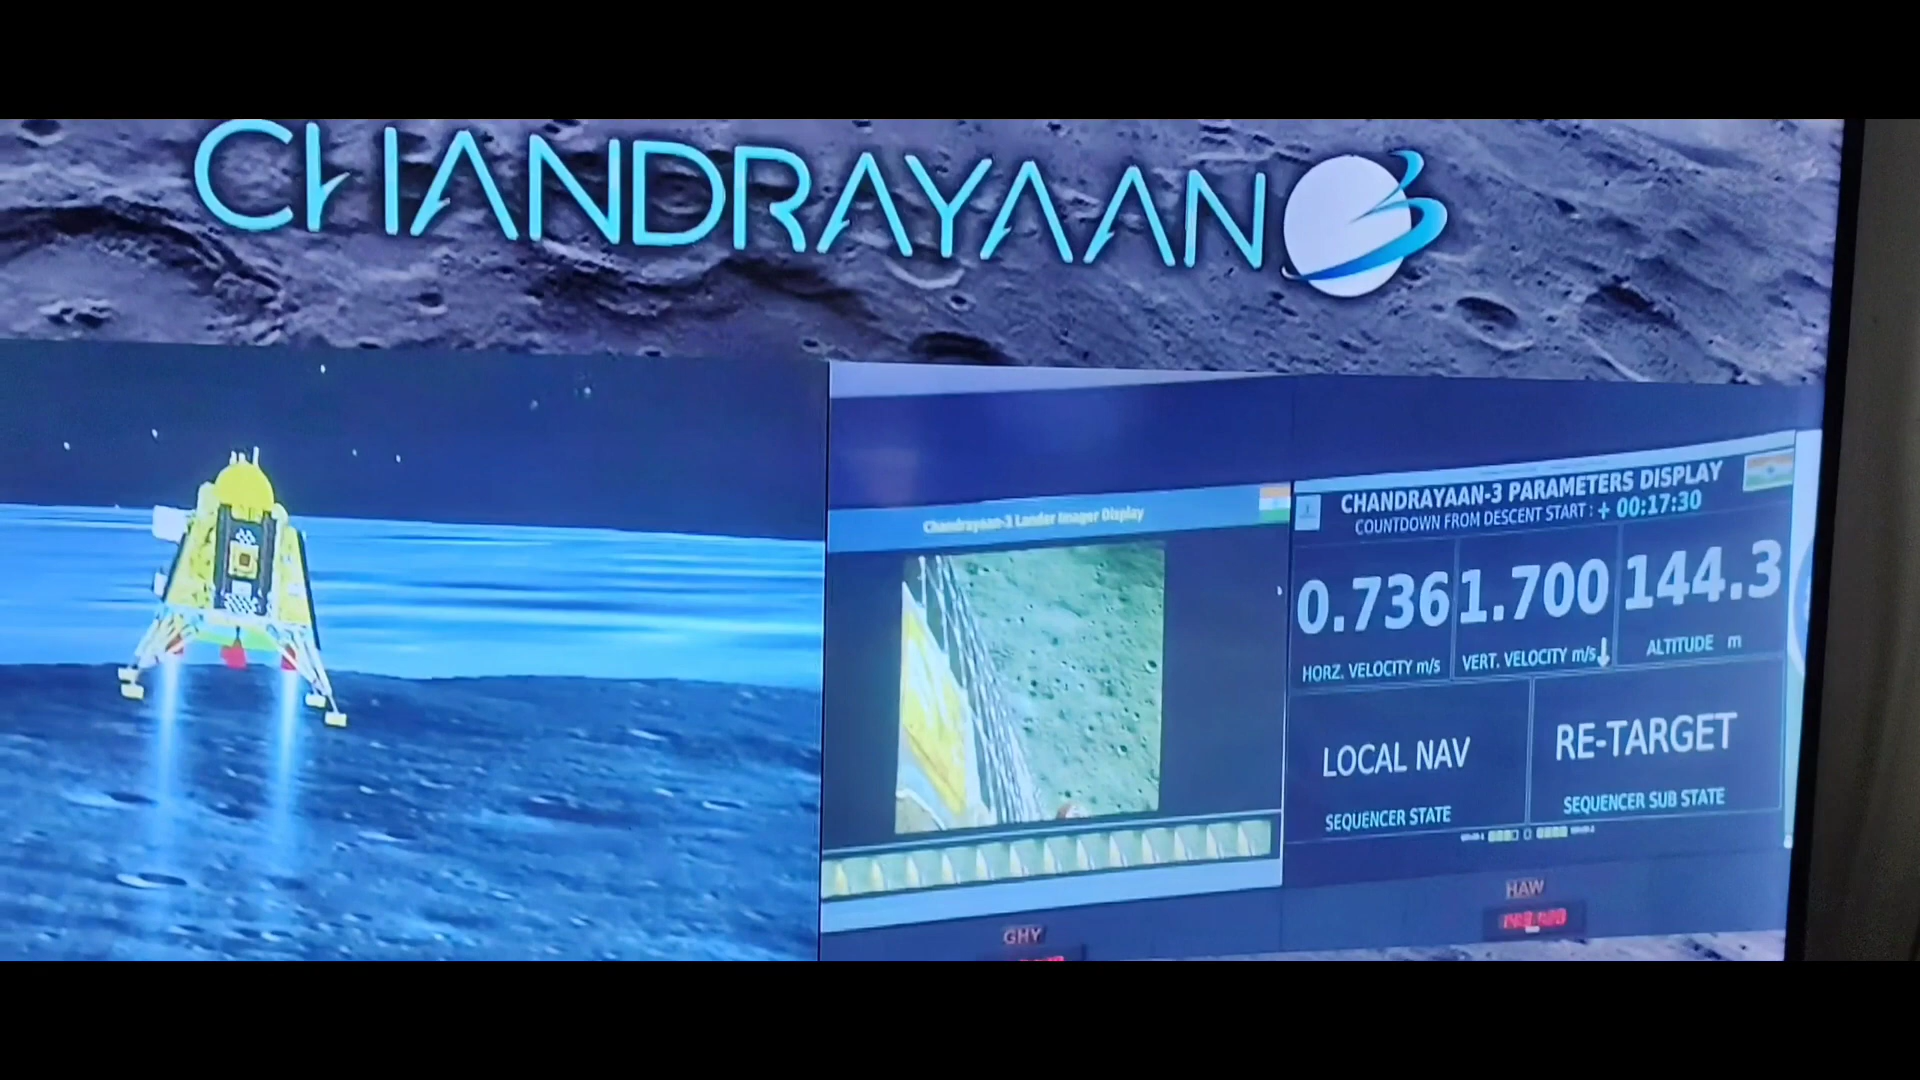 CHANDRAYAAN 3
Chandrayaan-3 Lander Imager Display
CHANDRAYAAN-3 PARAMETERS DISPLAY
COUNTDOWN FROM DESCENT START : + 00:17:30
0.736 1.700 144.3
HORZ. VELOCITY m/s VERT. VELOCITY m/s ALTITUDE m
LOCAL NAV RE-TARGET
SEQUENCER STATE SEQUENCER SUB STATE
GHY
HAW